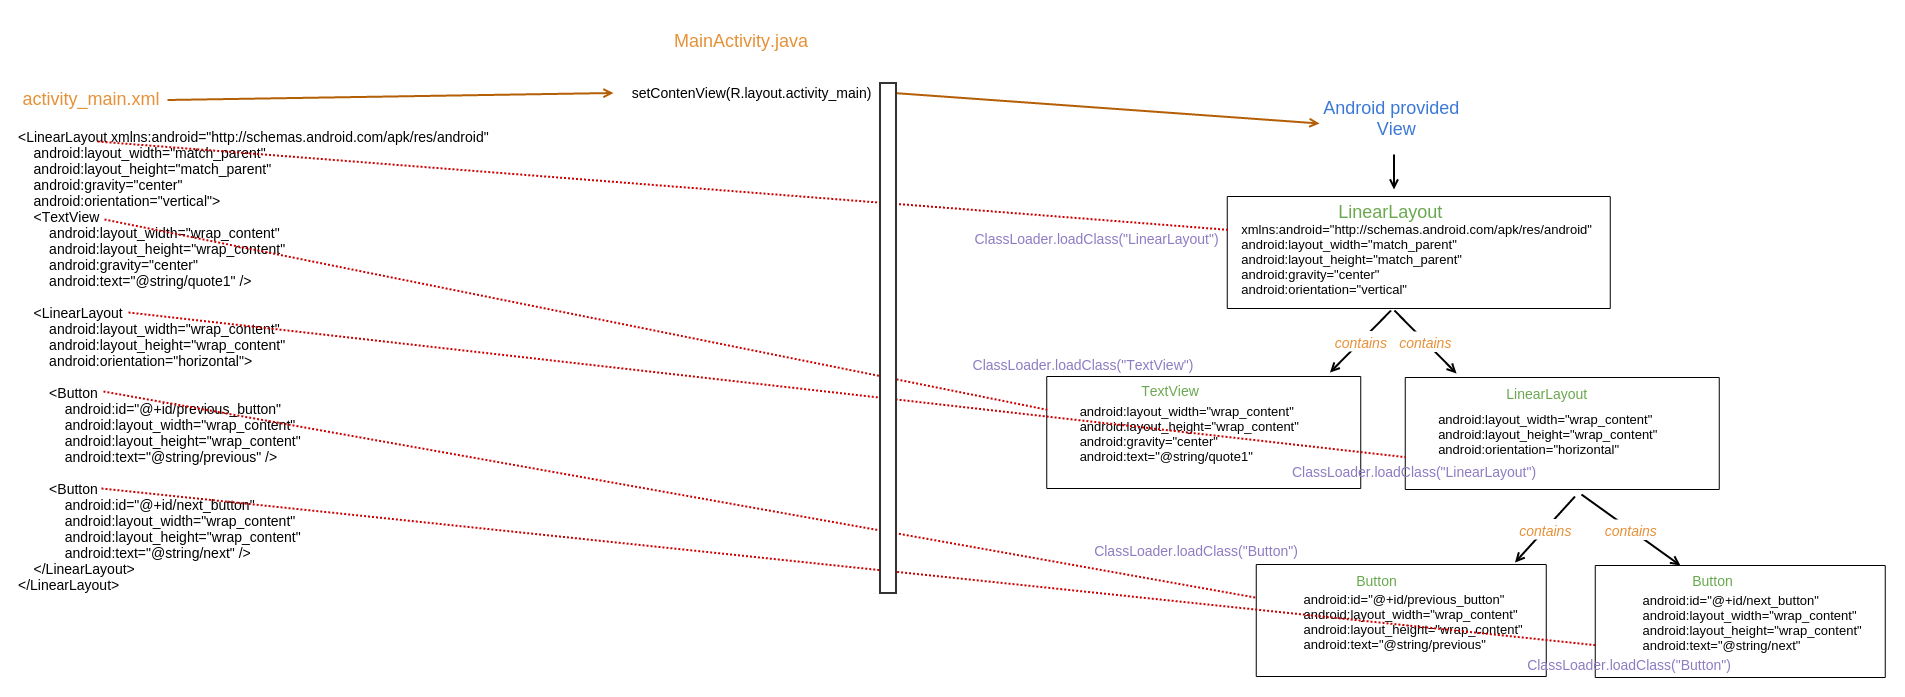 MainActivity.java
activity_main.xml
setContenView(R.layout.activity_main)
Android provided
View
<LinearLayout xmlns:android="http://schemas.android.com/apk/res/android"
android:layout_width="match_parent"
android:layout_height="match_parent"
android:gravity="center"
android:orientation="vertical">
<TextView
android:layout_width="wrap_content"
android:layout_height="wrap_content"
android:gravity="center"
android:text="@string/quote1" />
<LinearLayout
android:layout_width="wrap_content"
android:layout_height="wrap_content"
android:orientation="horizontal">
<Button
android:id="@+id/previous_button"
android:layout_width="wrap_content"
android:layout_height="wrap_content"
android:text="@string/previous" />
<Button
android:id="@+id/next_button"
android:layout_width="wrap_content"
android:layout_height="wrap_content"
android:text="@string/next" />
</LinearLayout>
</LinearLayout>
LinearLayout
xmlns:android="http://schemas.android.com/apk/res/android"
android:layout_width="match_parent"
android:layout_height="match_parent"
android:gravity="center"
android:orientation="vertical"
ClassLoader.loadClass("LinearLayout")
contains
contains
ClassLoader.loadClass("TextView")
TextView
android:layout_width="wrap_content"
android:layout_height="wrap_content"
android:gravity="center"
android:text="@string/quote1"
LinearLayout
android:layout_width="wrap_content"
android:layout_height="wrap_content"
android:orientation="horizontal"
ClassLoader.loadClass("LinearLayout")
contains
contains
ClassLoader.loadClass("Button")
Button
android:id="@+id/previous_button"
android:layout_width="wrap_content"
android:layout_height="wrap_content"
android:text="@string/previous"
Button
android:id="@+id/next_button"
android:layout_width="wrap_content"
android:layout_height="wrap_content"
android:text="@string/next"
ClassLoader.loadClass("Button")